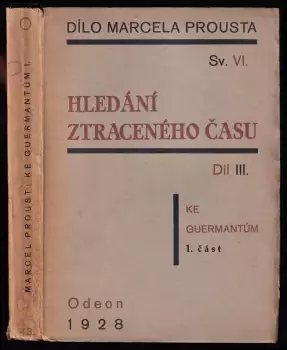 DÍLO MARCELA PROUSTA
Sv. VI.
HLEDÁNÍ
ZTRACENÉHO ČASU
Díl III.
KE
GUERMANTŮM
1. část
Odeon
1928
MARCEL PROUST: KE GUERMANTŮM I